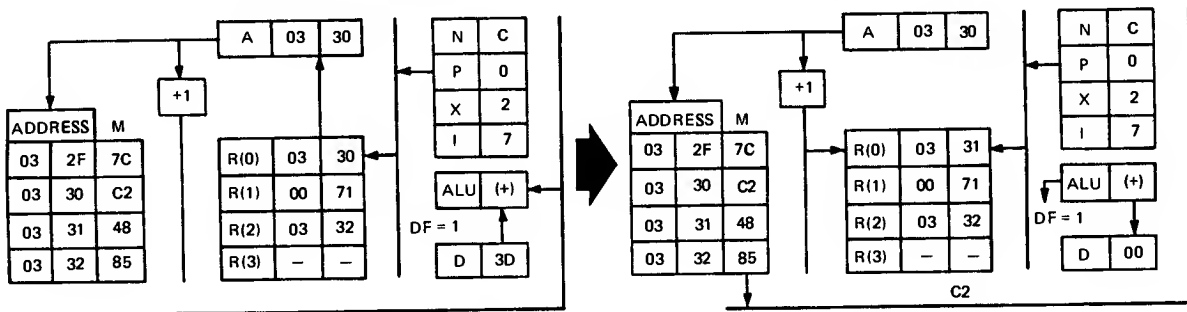 A 03 30
N C
P 0
X 2
I 7
+1
ADDRESS M
03 2F 7C
03 30 C2
03 31 48
03 32 85
R(0) 03 30
R(1) 00 71
R(2) 03 32
R(3) — —
ALU (+)
DF = 1
D 3D
A 03 30
N C
P 0
X 2
I 7
+1
ADDRESS M
03 2F 7C
03 30 C2
03 31 48
03 32 85
R(0) 03 31
R(1) 00 71
R(2) 03 32
R(3) — —
ALU (+)
DF = 1
D 00
C2